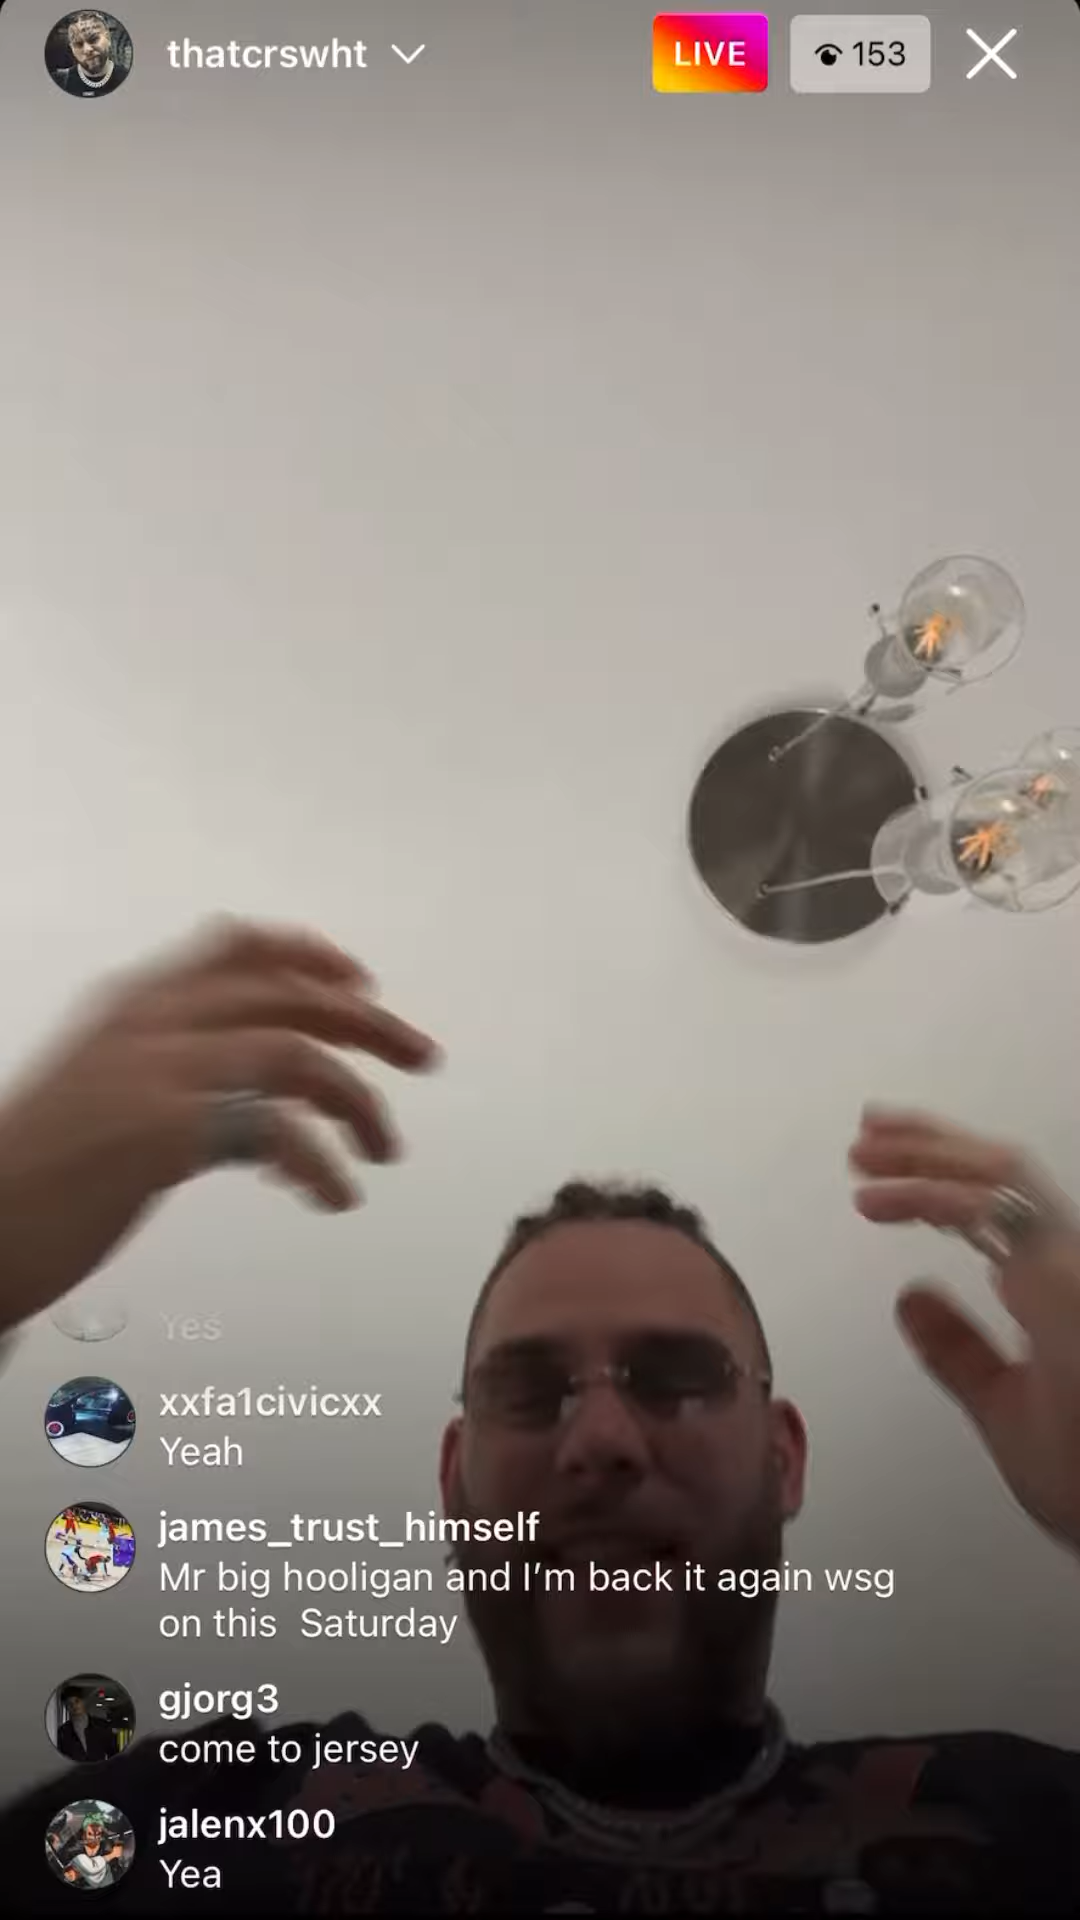 thatcrswht
LIVE
153
Yes
xxfa1civicxx
Yeah
james_trust_himself
Mr big hooligan and I’m back it again wsg
on this  Saturday
gjorg3
come to jersey
jalenx100
Yea